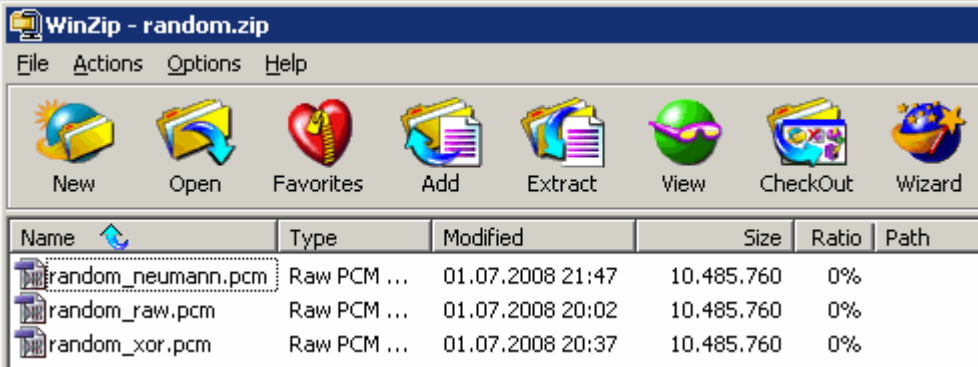 WinZip - random.zip
File Actions Options Help
New Open Favorites Add Extract View CheckOut Wizard
Name Type Modified Size Ratio Path
random_neumann.pcm Raw PCM ... 01.07.2008 21:47 10.485.760 0%
random_raw.pcm Raw PCM ... 01.07.2008 20:02 10.485.760 0%
random_xor.pcm Raw PCM ... 01.07.2008 20:37 10.485.760 0%